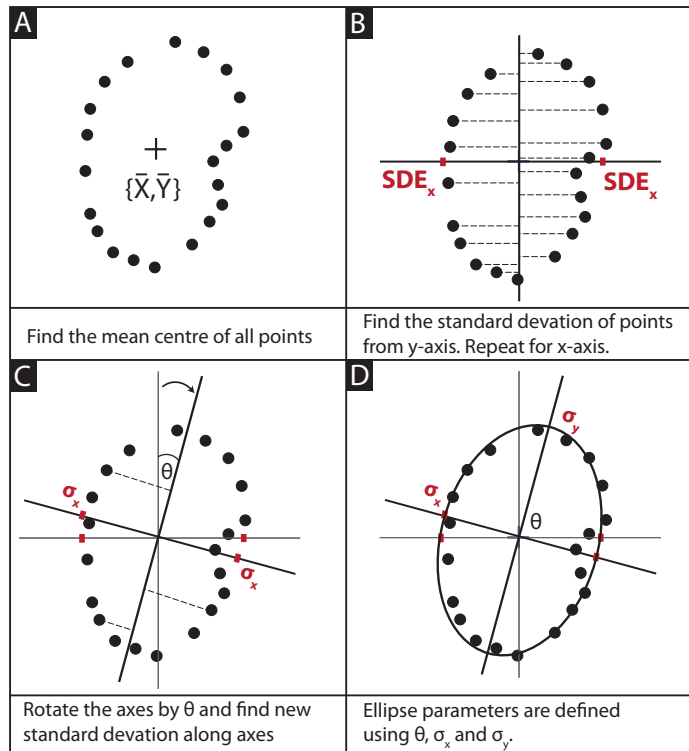 A
{X̄,Ȳ}
Find the mean centre of all points
B
SDEₓ
SDEₓ
Find the standard devation of points
from y-axis. Repeat for x-axis.
C
θ
σₓ
σₓ
Rotate the axes by θ and find new
standard devation along axes
D
σᵧ
σₓ
θ
Ellipse parameters are defined
using θ, σₓ and σᵧ.